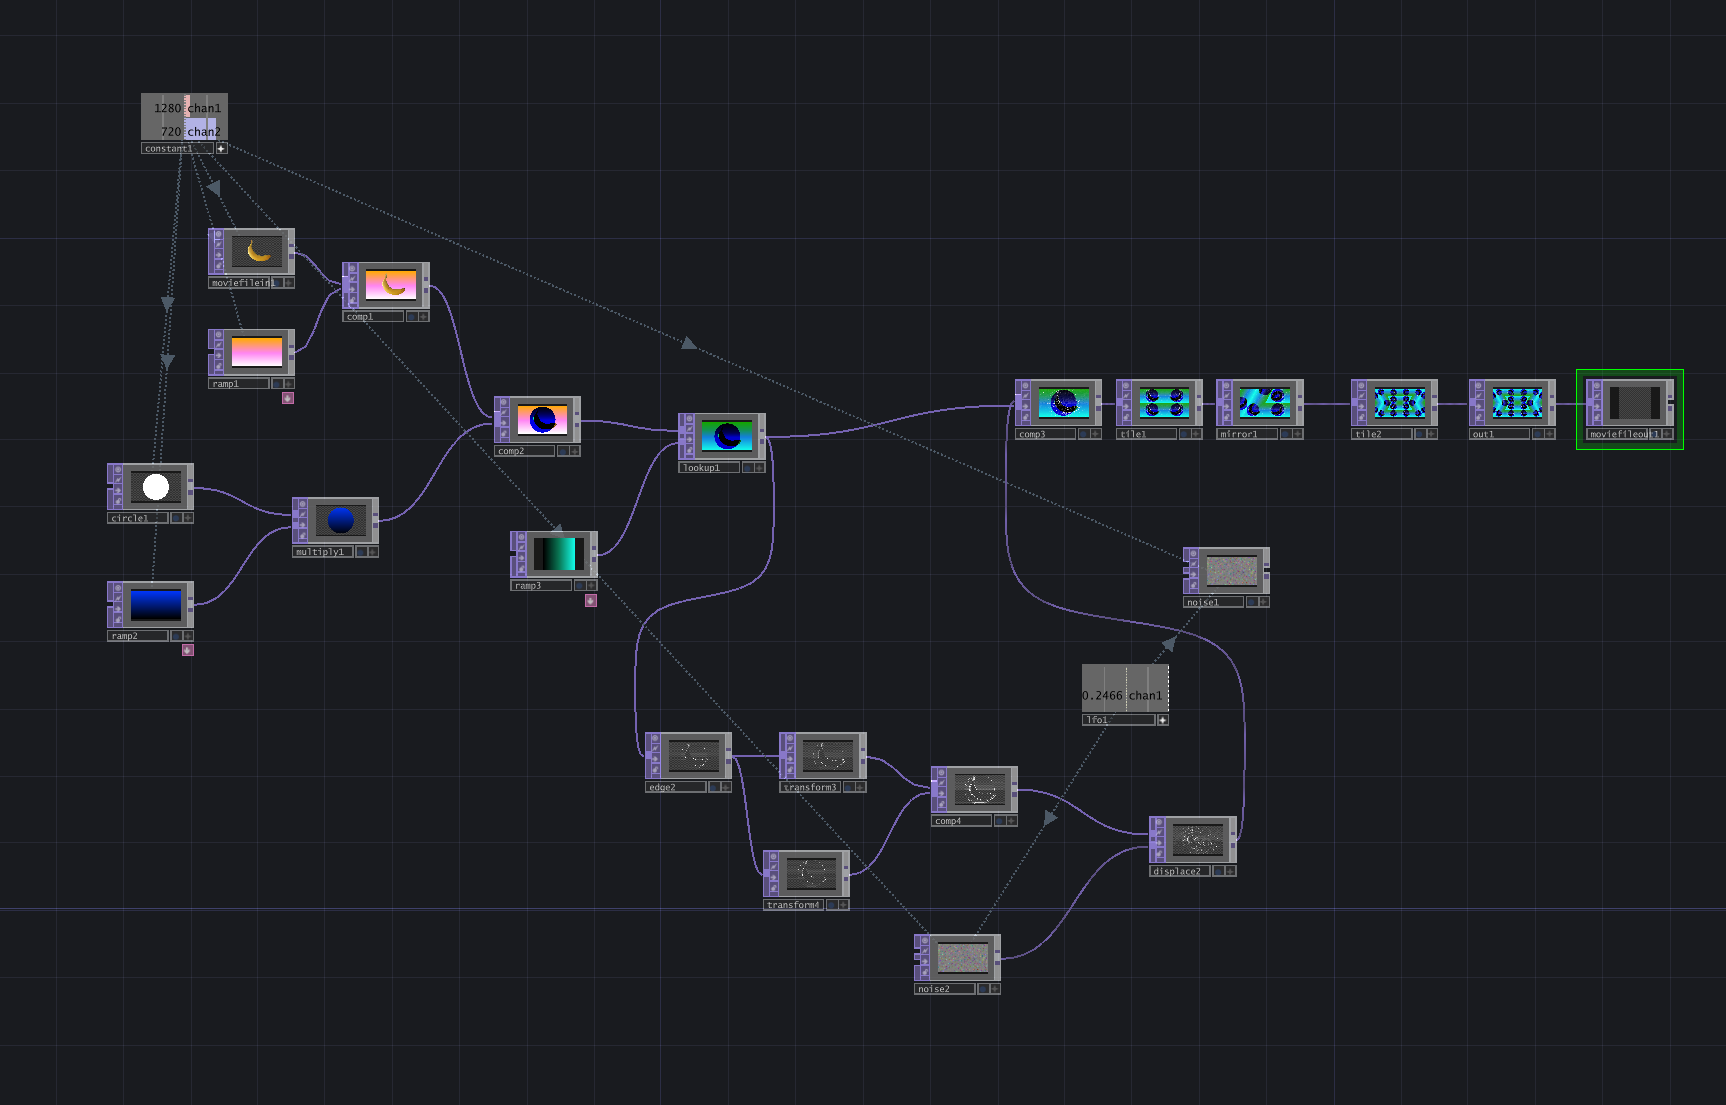 1280 chan1
720 chan2
constant1
moviefilein1
comp1
ramp1
comp2
lookup1
comp3
tile1
mirror1
tile2
out1
moviefileout1
circle1
multiply1
ramp3
noise1
ramp2
0.2466 chan1
lfo1
edge2
transform3
comp4
displace2
transform4
noise2